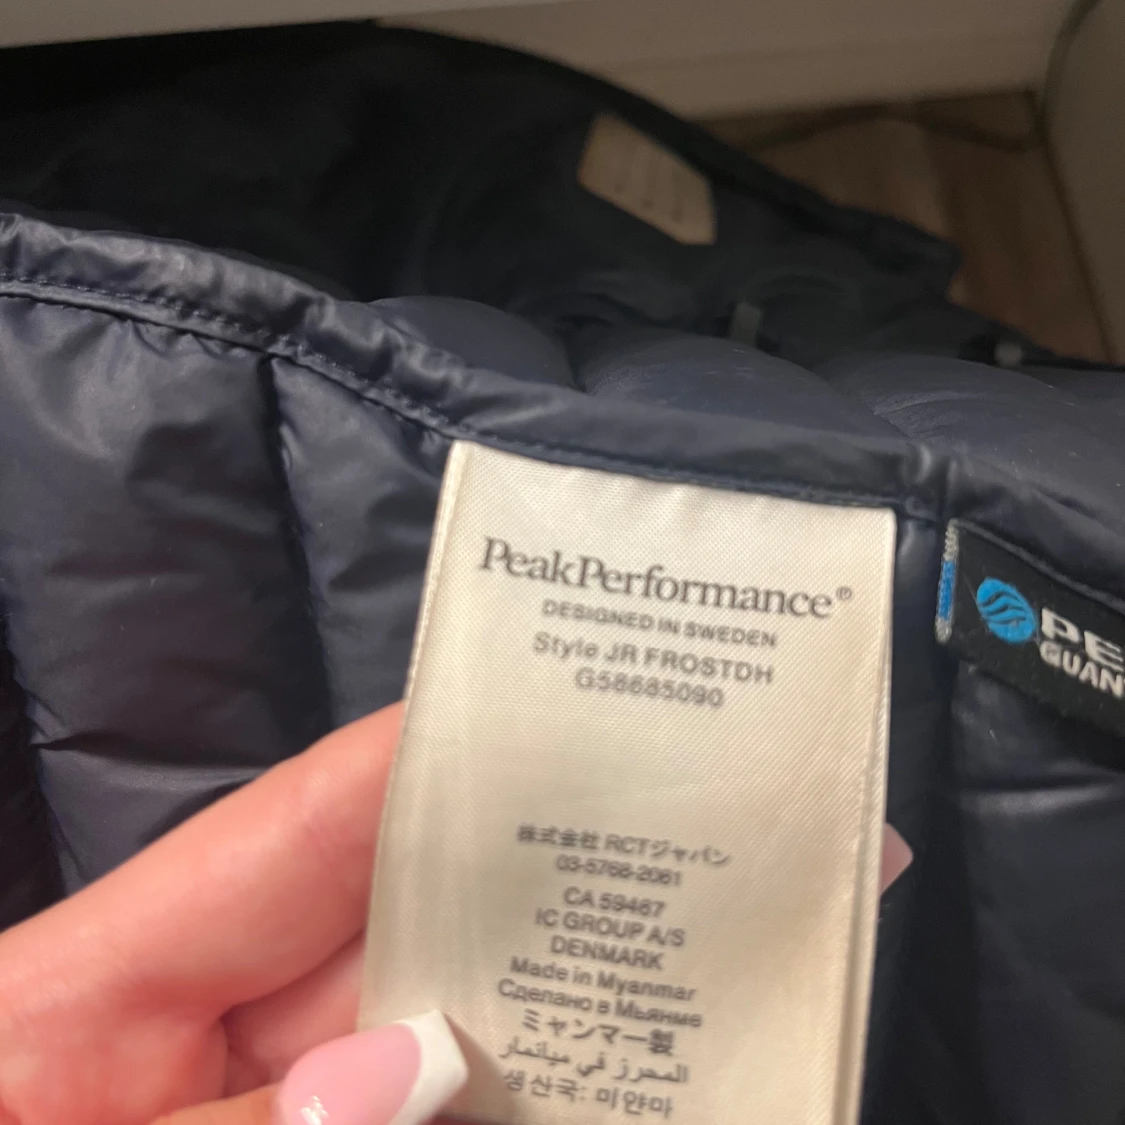 PeakPerformance®
DESIGNED IN SWEDEN
Style JR FROSTDH
G58685090
株式会社 RCTジャパン
03-5768-2061
CA 59467
IC GROUP A/S
DENMARK
Made in Myanmar
Сделано в Мьянме
ミャンマー製
المحرز في ميانمار
생산국: 미얀마
PE
GUAN